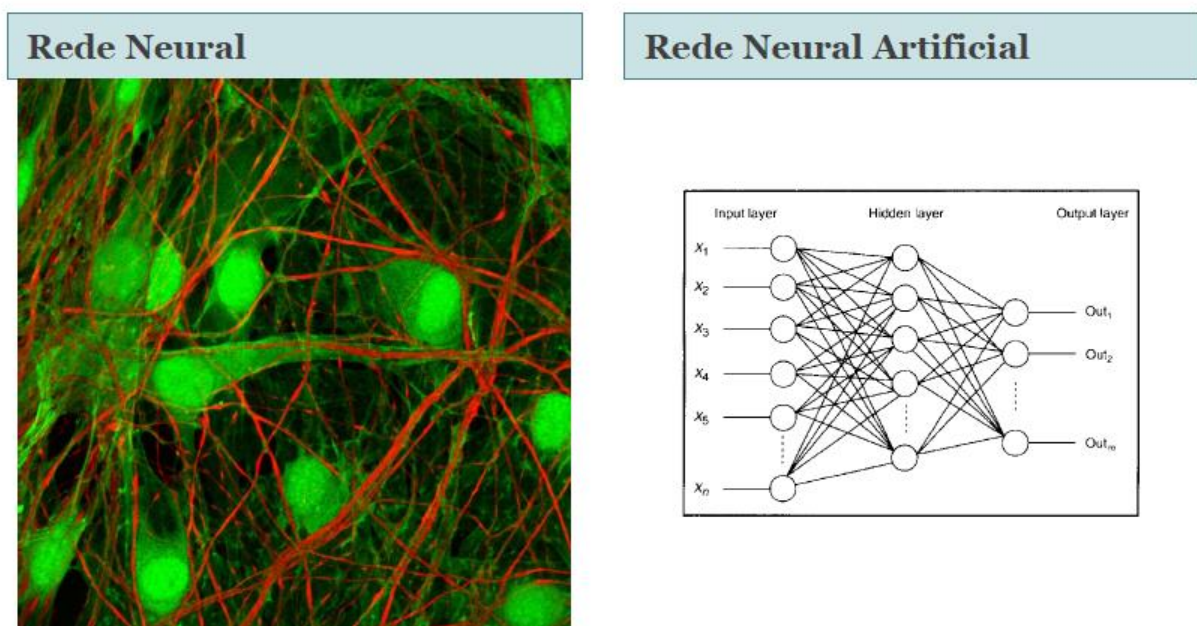 Rede Neural
Rede Neural Artificial
Input layer Hidden layer Output layer
X1
X2
X3
X4
X5
Xn
Out1
Out2
Outm